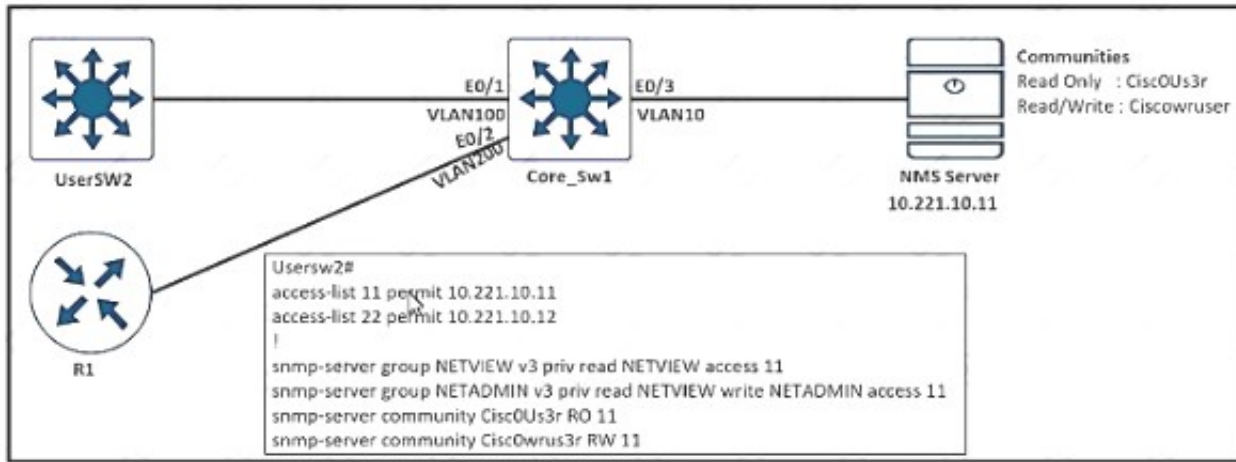 E0/1
VLAN100
E0/2
VLAN200
E0/3
VLAN10
UserSW2
Core_Sw1
Communities
Read Only : Cisc0Us3r
Read/Write : Ciscowruser
NMS Server
10.221.10.11
R1
Usersw2#
access-list 11 permit 10.221.10.11
access-list 22 permit 10.221.10.12
!
snmp-server group NETVIEW v3 priv read NETVIEW access 11
snmp-server group NETADMIN v3 priv read NETVIEW write NETADMIN access 11
snmp-server community Cisc0Us3r RO 11
snmp-server community Cisc0wrus3r RW 11